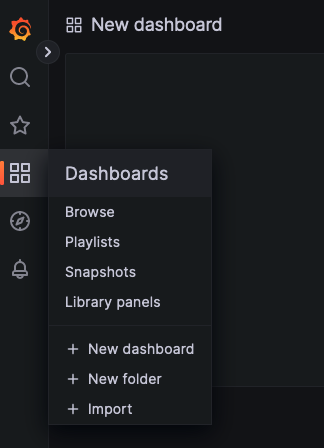 New dashboard
Dashboards
Browse
Playlists
Snapshots
Library panels
+ New dashboard
+ New folder
+ Import